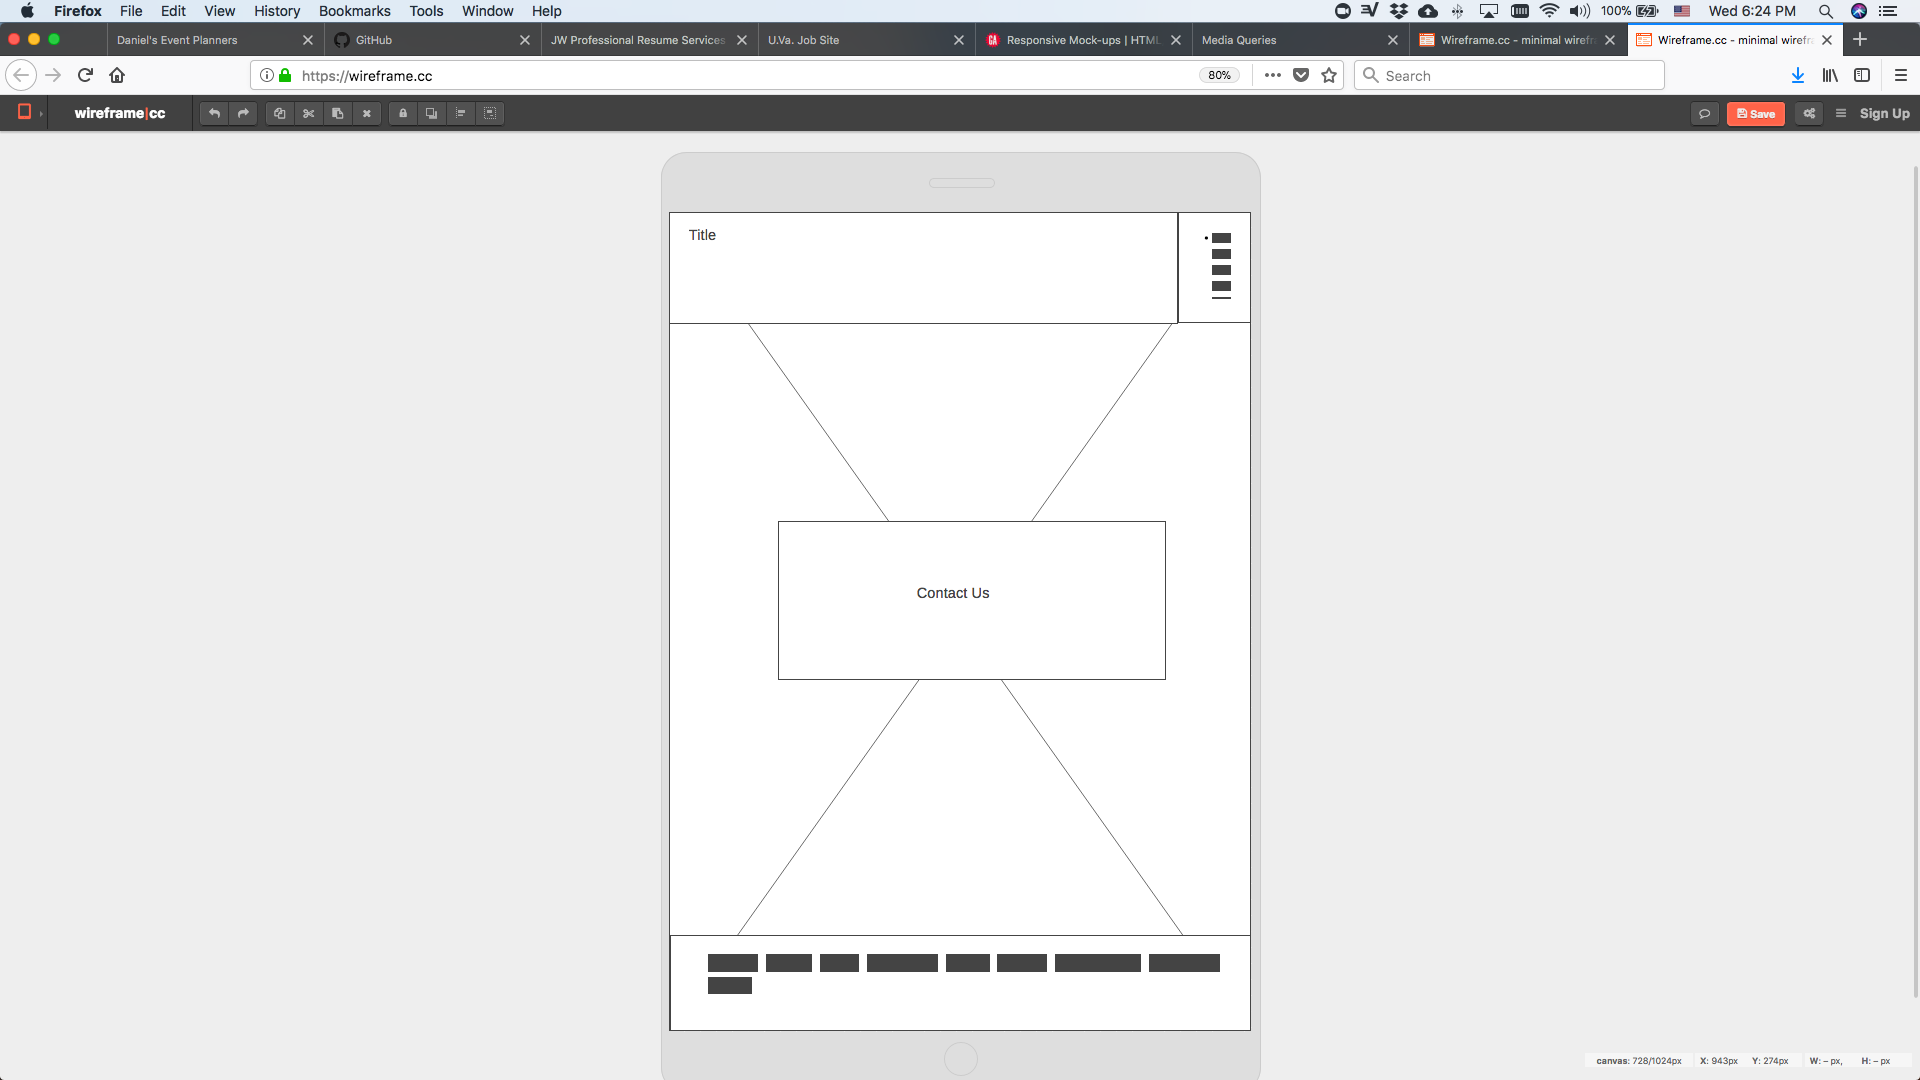 Firefox File Edit View History Bookmarks Tools Window Help 100% Wed 6:24 PM
Daniel's Event Planners GitHub JW Professional Resume Services U.Va. Job Site GA Responsive Mock-ups | HTML Media Queries Wireframe.cc - minimal wirefr Wireframe.cc - minimal wirefr
https://wireframe.cc 80% Search
wireframe|cc Save Sign Up
Title
Contact Us
canvas: 728/1024px X: 943px Y: 274px W: – px, H: – px